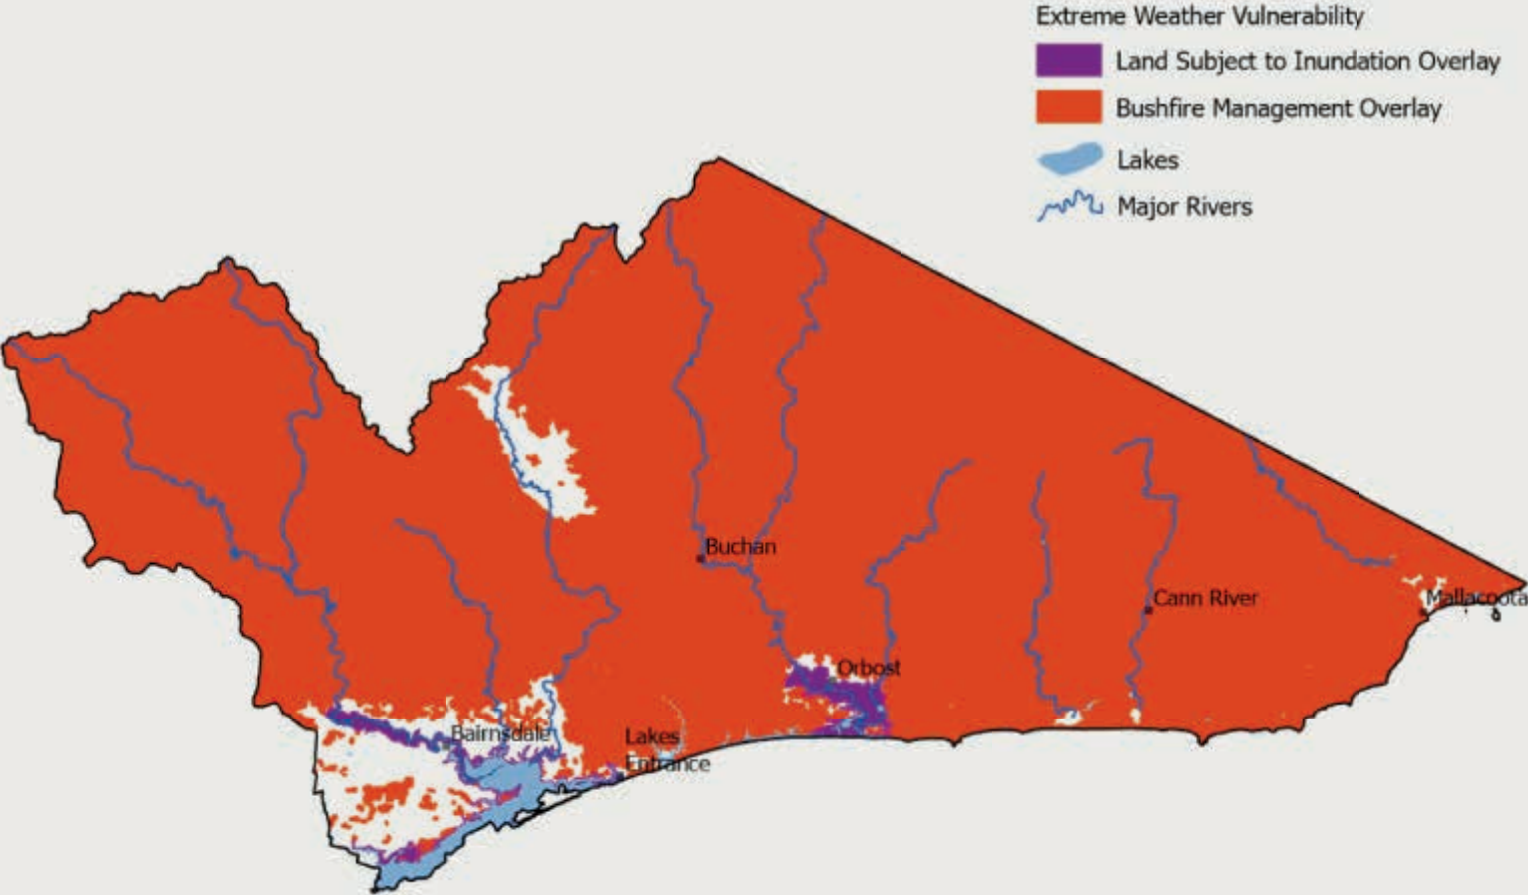 Extreme Weather Vulnerability
Land Subject to Inundation Overlay
Bushfire Management Overlay
Lakes
Major Rivers
Buchan
Cann River
Mallacoota
Orbost
Bairnsdale
Lakes
Entrance